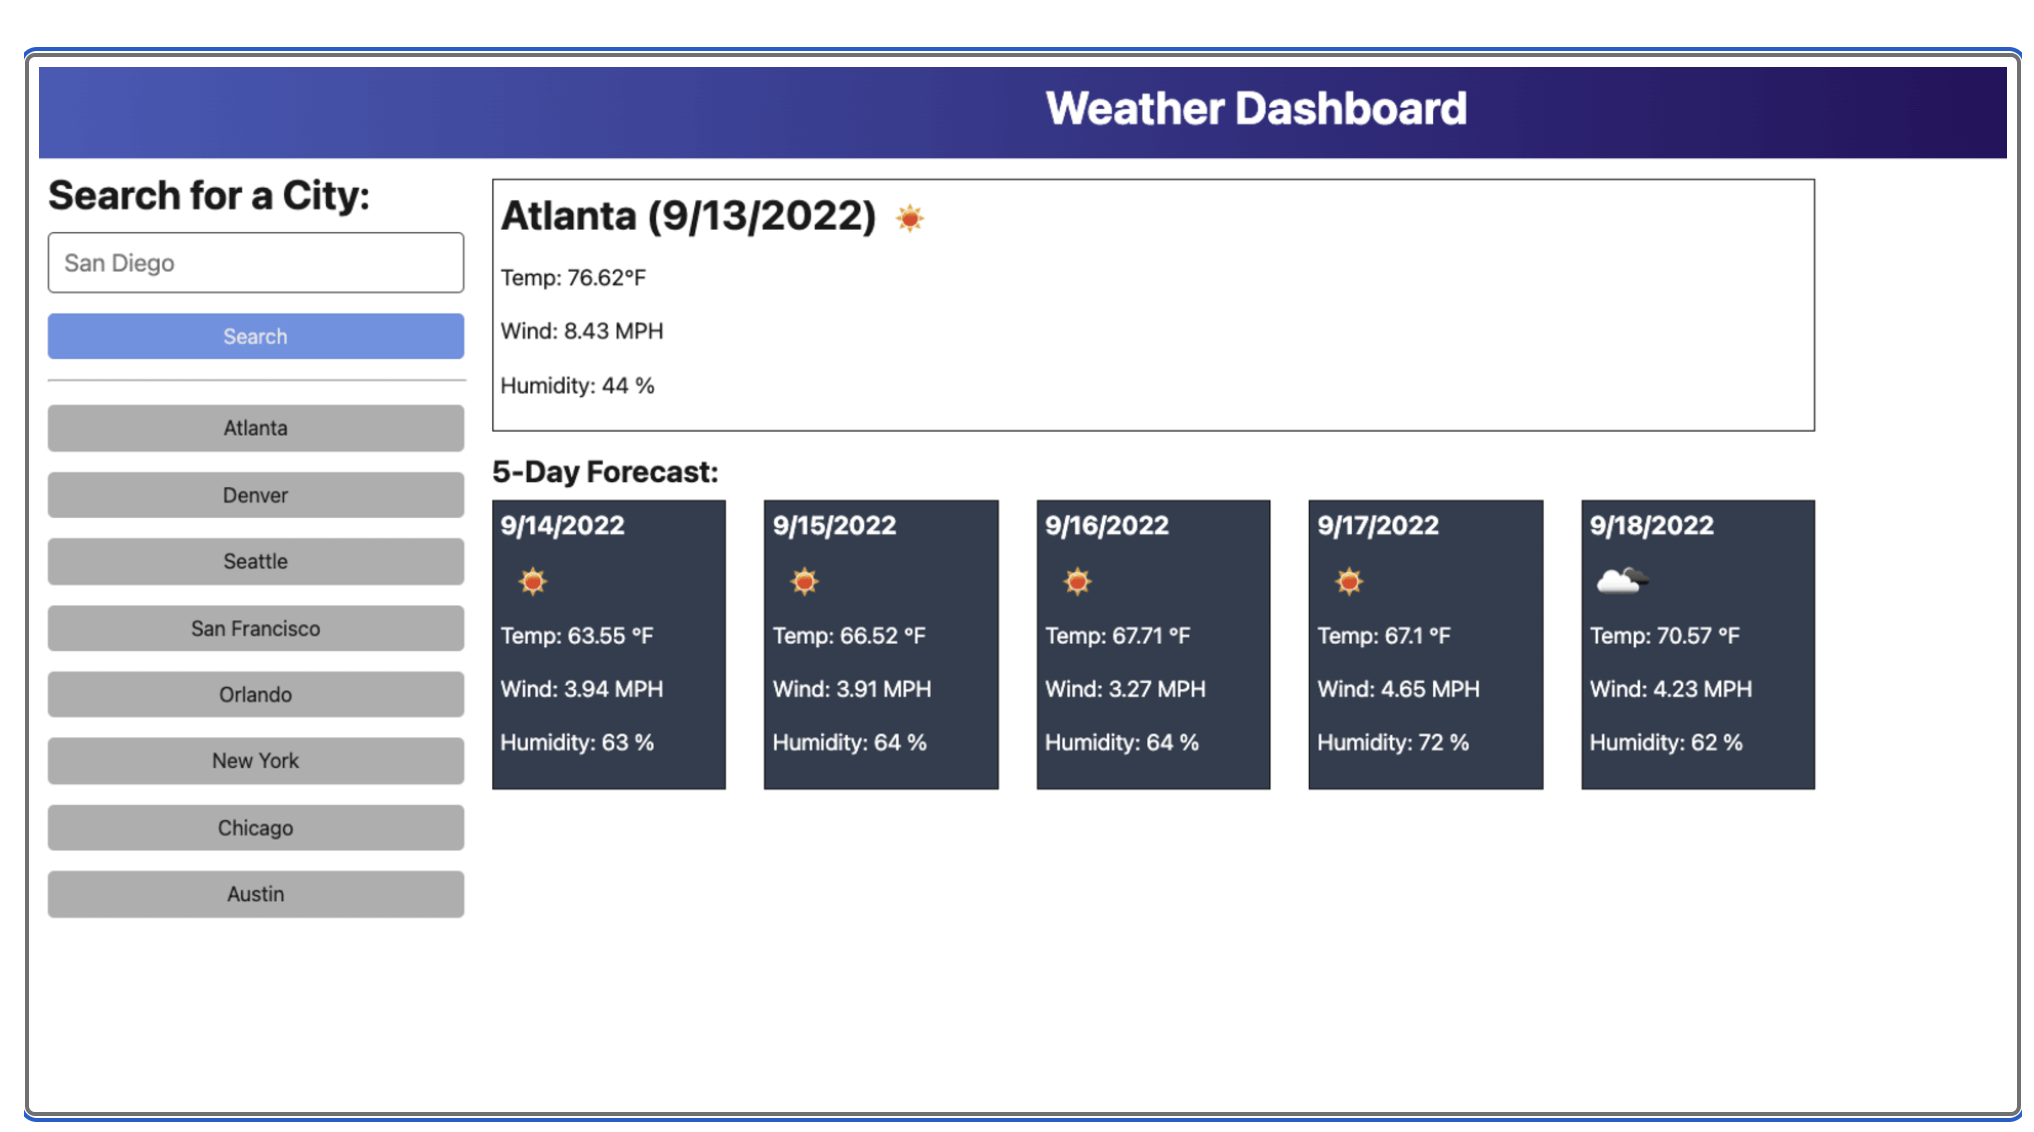 Weather Dashboard
Search for a City:
San Diego
Search
Atlanta
Denver
Seattle
San Francisco
Orlando
New York
Chicago
Austin
Atlanta (9/13/2022)
Temp: 76.62°F
Wind: 8.43 MPH
Humidity: 44 %
5-Day Forecast:
9/14/2022
Temp: 63.55 °F
Wind: 3.94 MPH
Humidity: 63 %
9/15/2022
Temp: 66.52 °F
Wind: 3.91 MPH
Humidity: 64 %
9/16/2022
Temp: 67.71 °F
Wind: 3.27 MPH
Humidity: 64 %
9/17/2022
Temp: 67.1 °F
Wind: 4.65 MPH
Humidity: 72 %
9/18/2022
Temp: 70.57 °F
Wind: 4.23 MPH
Humidity: 62 %